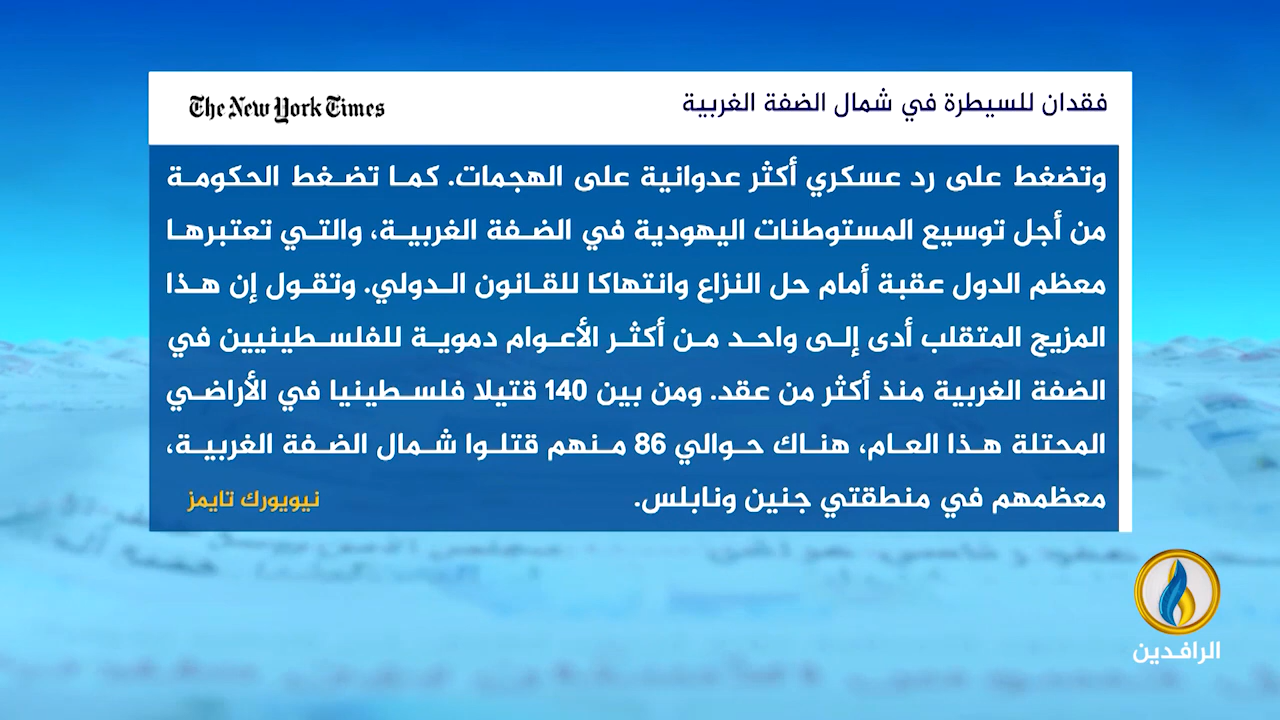 The New York Times
فقدان للسيطرة في شمال الضفة الغربية
وتضغط على رد عسكري أكثر عدوانية على الهجمات. كما تضغط الحكومة
من أجل توسيع المستوطنات اليهودية في الضفة الغربية، والتي تعتبرها
معظم الدول عقبة أمام حل النزاع وانتهاكا للقانون الدولي. وتقول إن هذا
المزيج المتقلب أدى إلى واحد من أكثر الأعوام دموية للفلسطينيين في
الضفة الغربية منذ أكثر من عقد. ومن بين 140 قتيلا فلسطينيا في الأراضي
المحتلة هذا العام، هناك حوالي 86 منهم قتلوا شمال الضفة الغربية،
معظمهم في منطقتي جنين ونابلس.
نيويورك تايمز
الرافدين